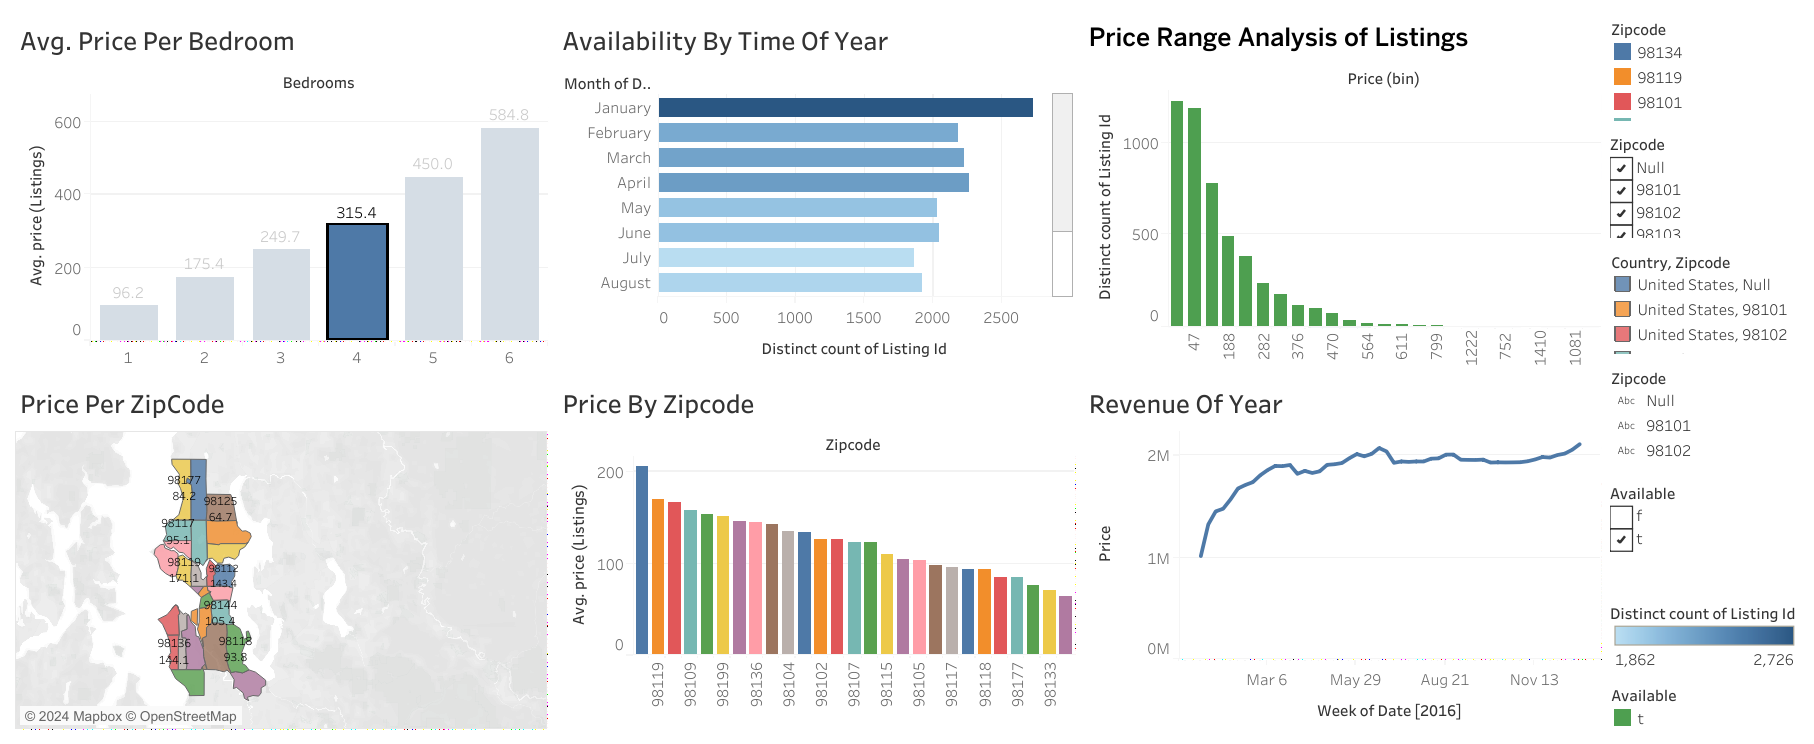 Avg. Price Per Bedroom
Bedrooms
Avg. price (Listings)
600
400
200
0
96.2
175.4
249.7
315.4
450.0
584.8
1
2
3
4
5
6
Availability By Time Of Year
Month of D..
January
February
March
April
May
June
July
August
0
500
1000
1500
2000
2500
Distinct count of Listing Id
Price Range Analysis of Listings
Price (bin)
Distinct count of Listing Id
1000
500
0
47
188
282
376
470
564
611
799
1222
752
1410
1081
Zipcode
98134
98119
98101
Zipcode
Null
98101
98102
98103
Country, Zipcode
United States, Null
United States, 98101
United States, 98102
Zipcode
Abc Null
Abc 98101
Abc 98102
Available
f
t
Distinct count of Listing Id
1,862
2,726
Available
t
Price Per ZipCode
98177
84.2
98125
64.7
98117
95.1
98119
171.1
98112
143.4
98144
105.4
98136
144.1
98118
93.8
© 2024 Mapbox © OpenStreetMap
Price By Zipcode
Zipcode
Avg. price (Listings)
200
100
0
98119
98109
98199
98136
98104
98102
98107
98115
98105
98117
98118
98177
98133
Revenue Of Year
Price
2M
1M
0M
Mar 6
May 29
Aug 21
Nov 13
Week of Date [2016]